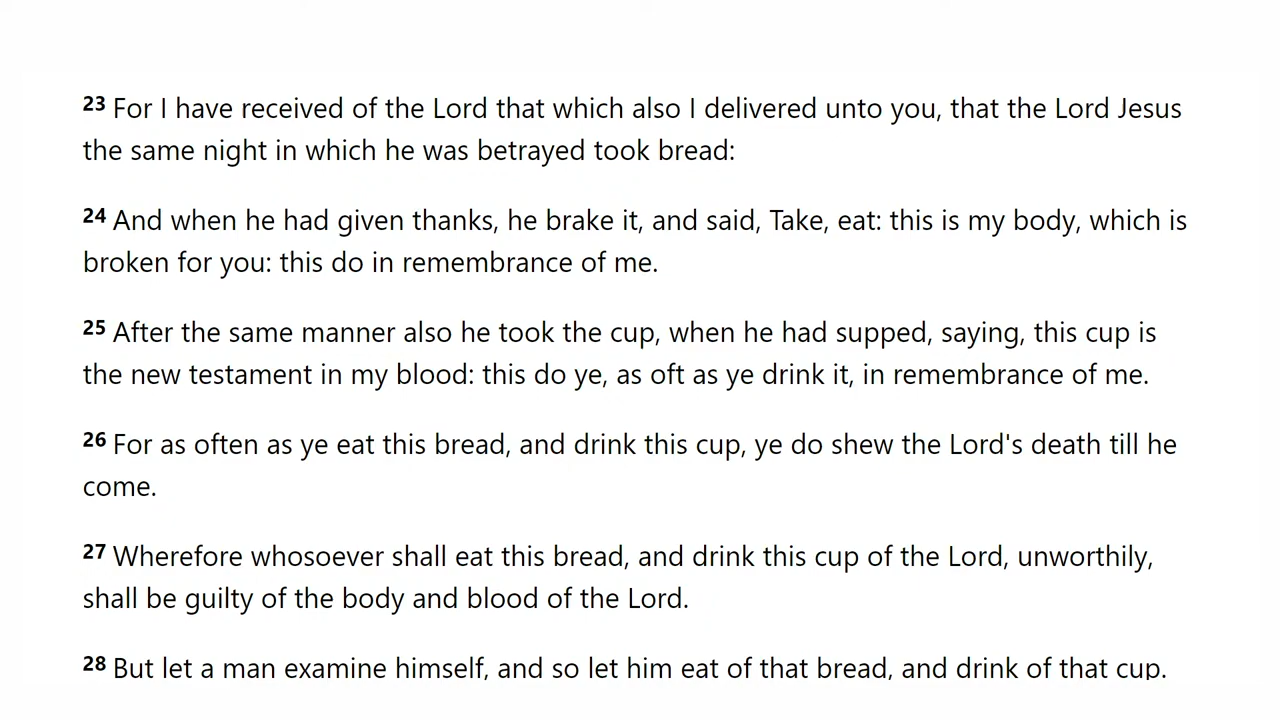 23 For I have received of the Lord that which also I delivered unto you, that the Lord Jesus
the same night in which he was betrayed took bread:
24 And when he had given thanks, he brake it, and said, Take, eat: this is my body, which is
broken for you: this do in remembrance of me.
25 After the same manner also he took the cup, when he had supped, saying, this cup is
the new testament in my blood: this do ye, as oft as ye drink it, in remembrance of me.
26 For as often as ye eat this bread, and drink this cup, ye do shew the Lord's death till he
come.
27 Wherefore whosoever shall eat this bread, and drink this cup of the Lord, unworthily,
shall be guilty of the body and blood of the Lord.
28 But let a man examine himself, and so let him eat of that bread, and drink of that cup.